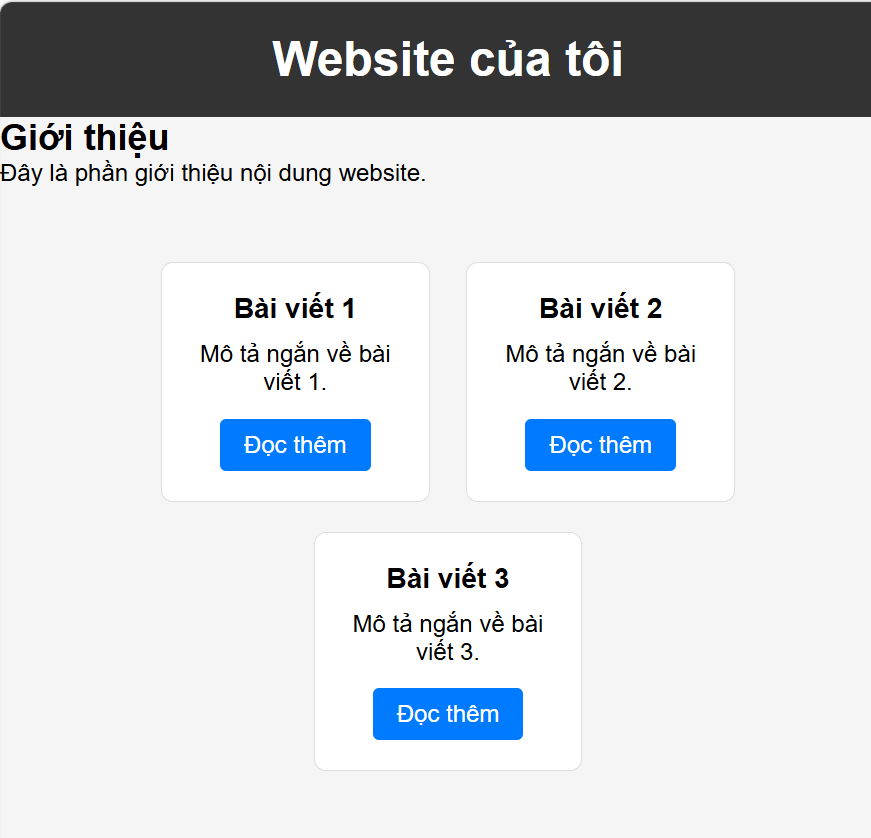 Website của tôi
Giới thiệu
Đây là phần giới thiệu nội dung website.
Bài viết 1
Mô tả ngắn về bài
viết 1.
Đọc thêm
Bài viết 2
Mô tả ngắn về bài
viết 2.
Đọc thêm
Bài viết 3
Mô tả ngắn về bài
viết 3.
Đọc thêm